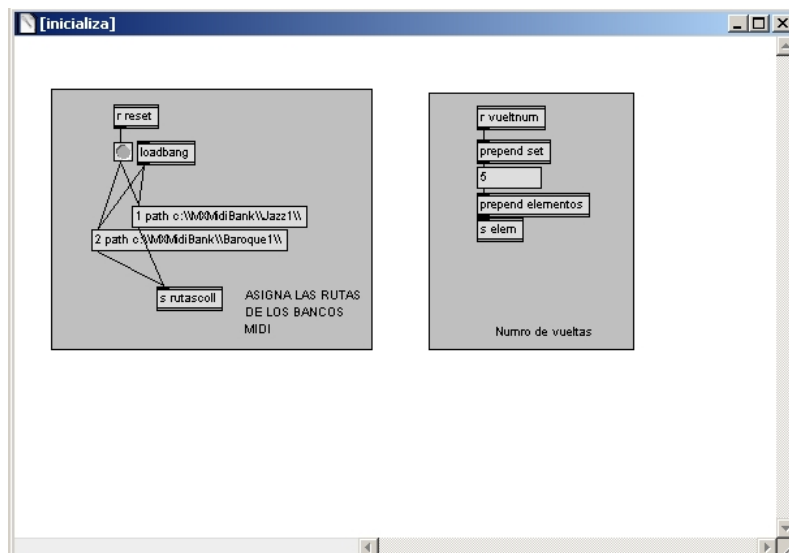 [inicializa]
r reset
loadbang
1 path c:\\MXMidiBank\\Jazz1\\
2 path c:\\MXMidiBank\\Baroque1\\
s rutascoll
ASIGNA LAS RUTAS
DE LOS BANCOS
MIDI
r vueltnum
prepend set
5
prepend elementos
s elem
Numro de vueltas